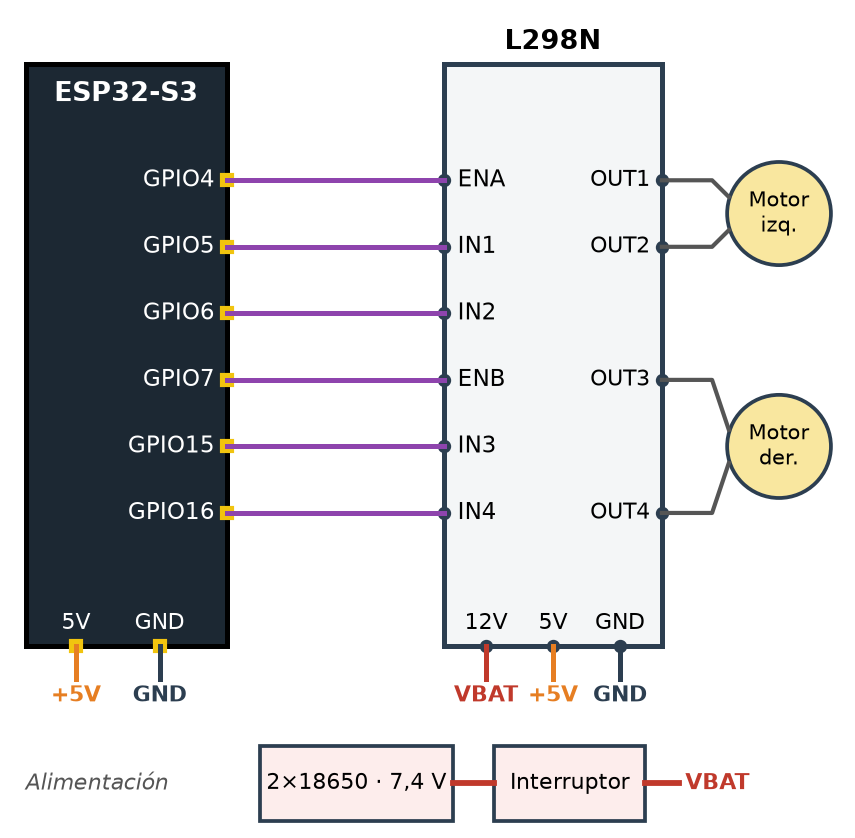 L298N
ESP32-S3
GPIO4
ENA
OUT1
Motor
izq.
GPIO5
IN1
OUT2
GPIO6
IN2
GPIO7
ENB
OUT3
Motor
der.
GPIO15
IN3
GPIO16
IN4
OUT4
5V
GND
12V
5V
GND
+5V
GND
VBAT
+5V
GND
Alimentación
2×18650 · 7,4 V
Interruptor
VBAT